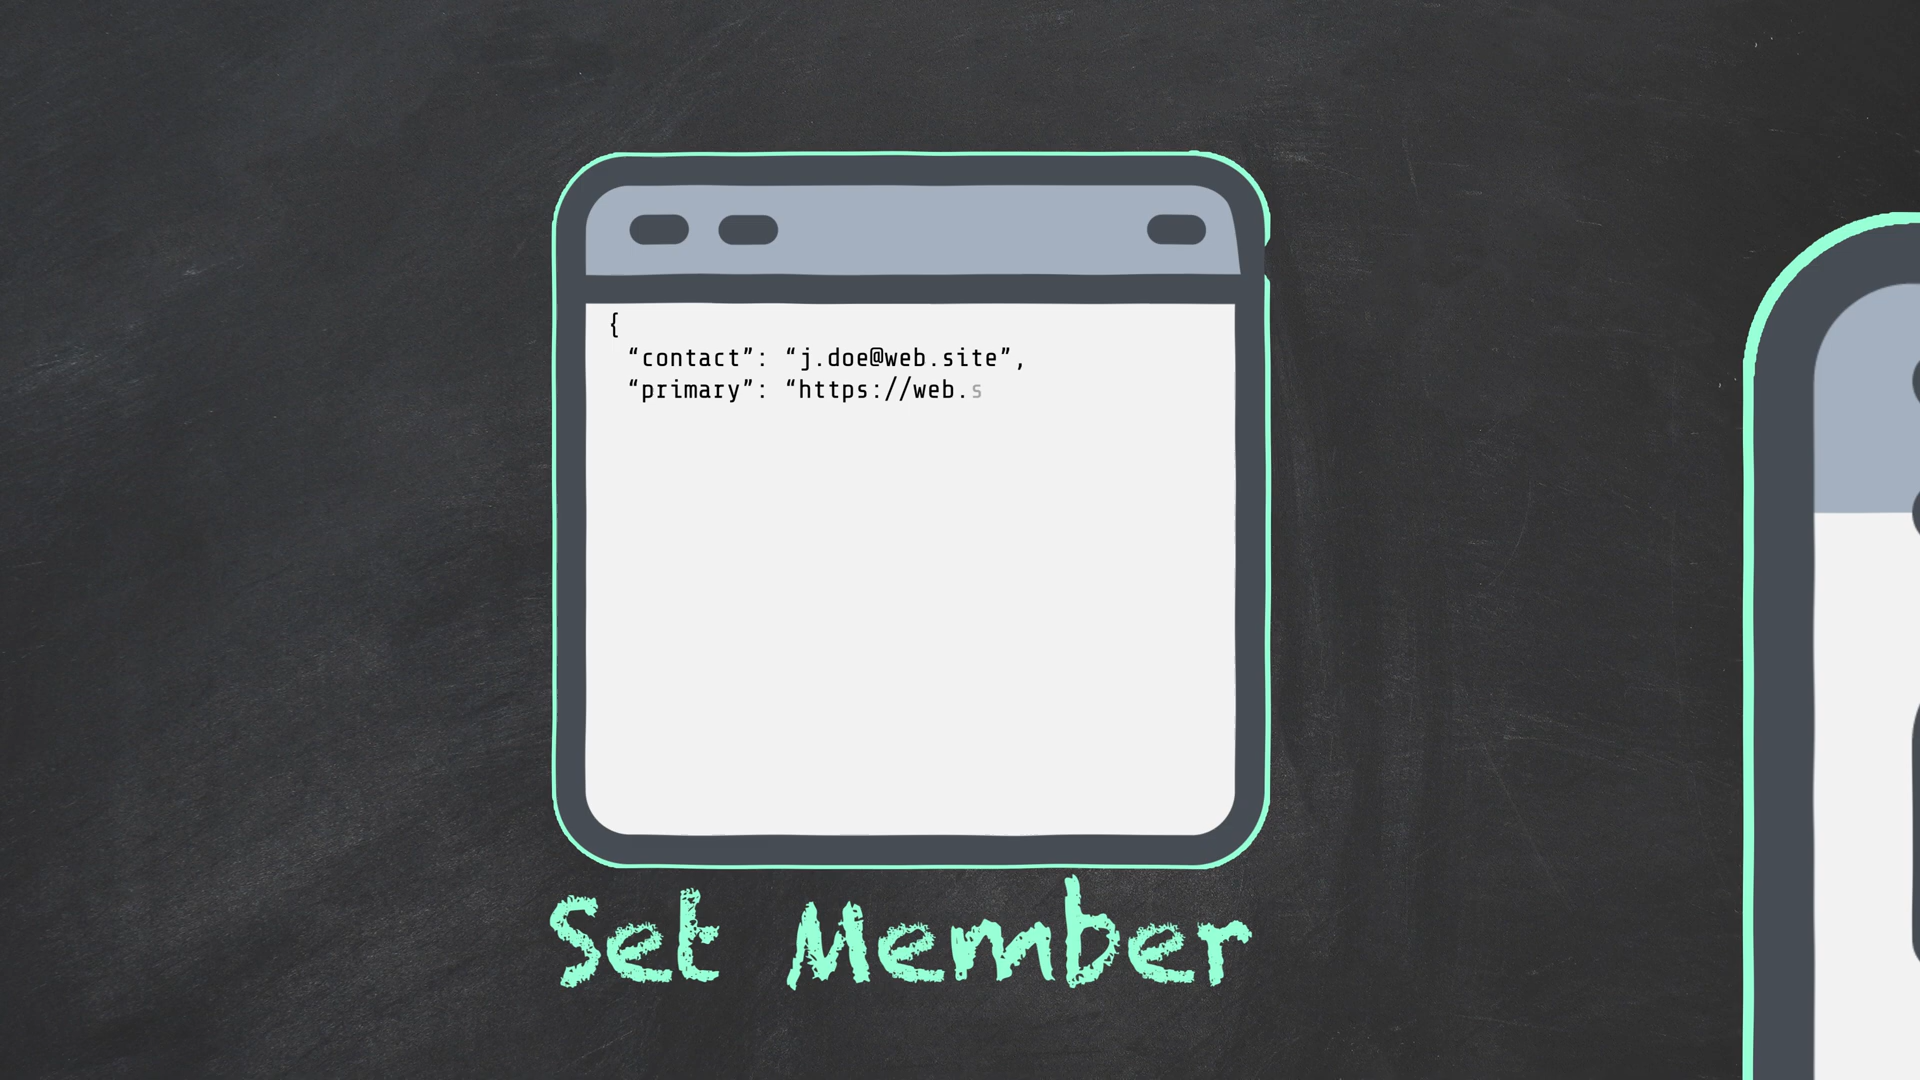 {
“contact”: “j.doe@web.site”,
“primary”: “https://web.s
Set Member